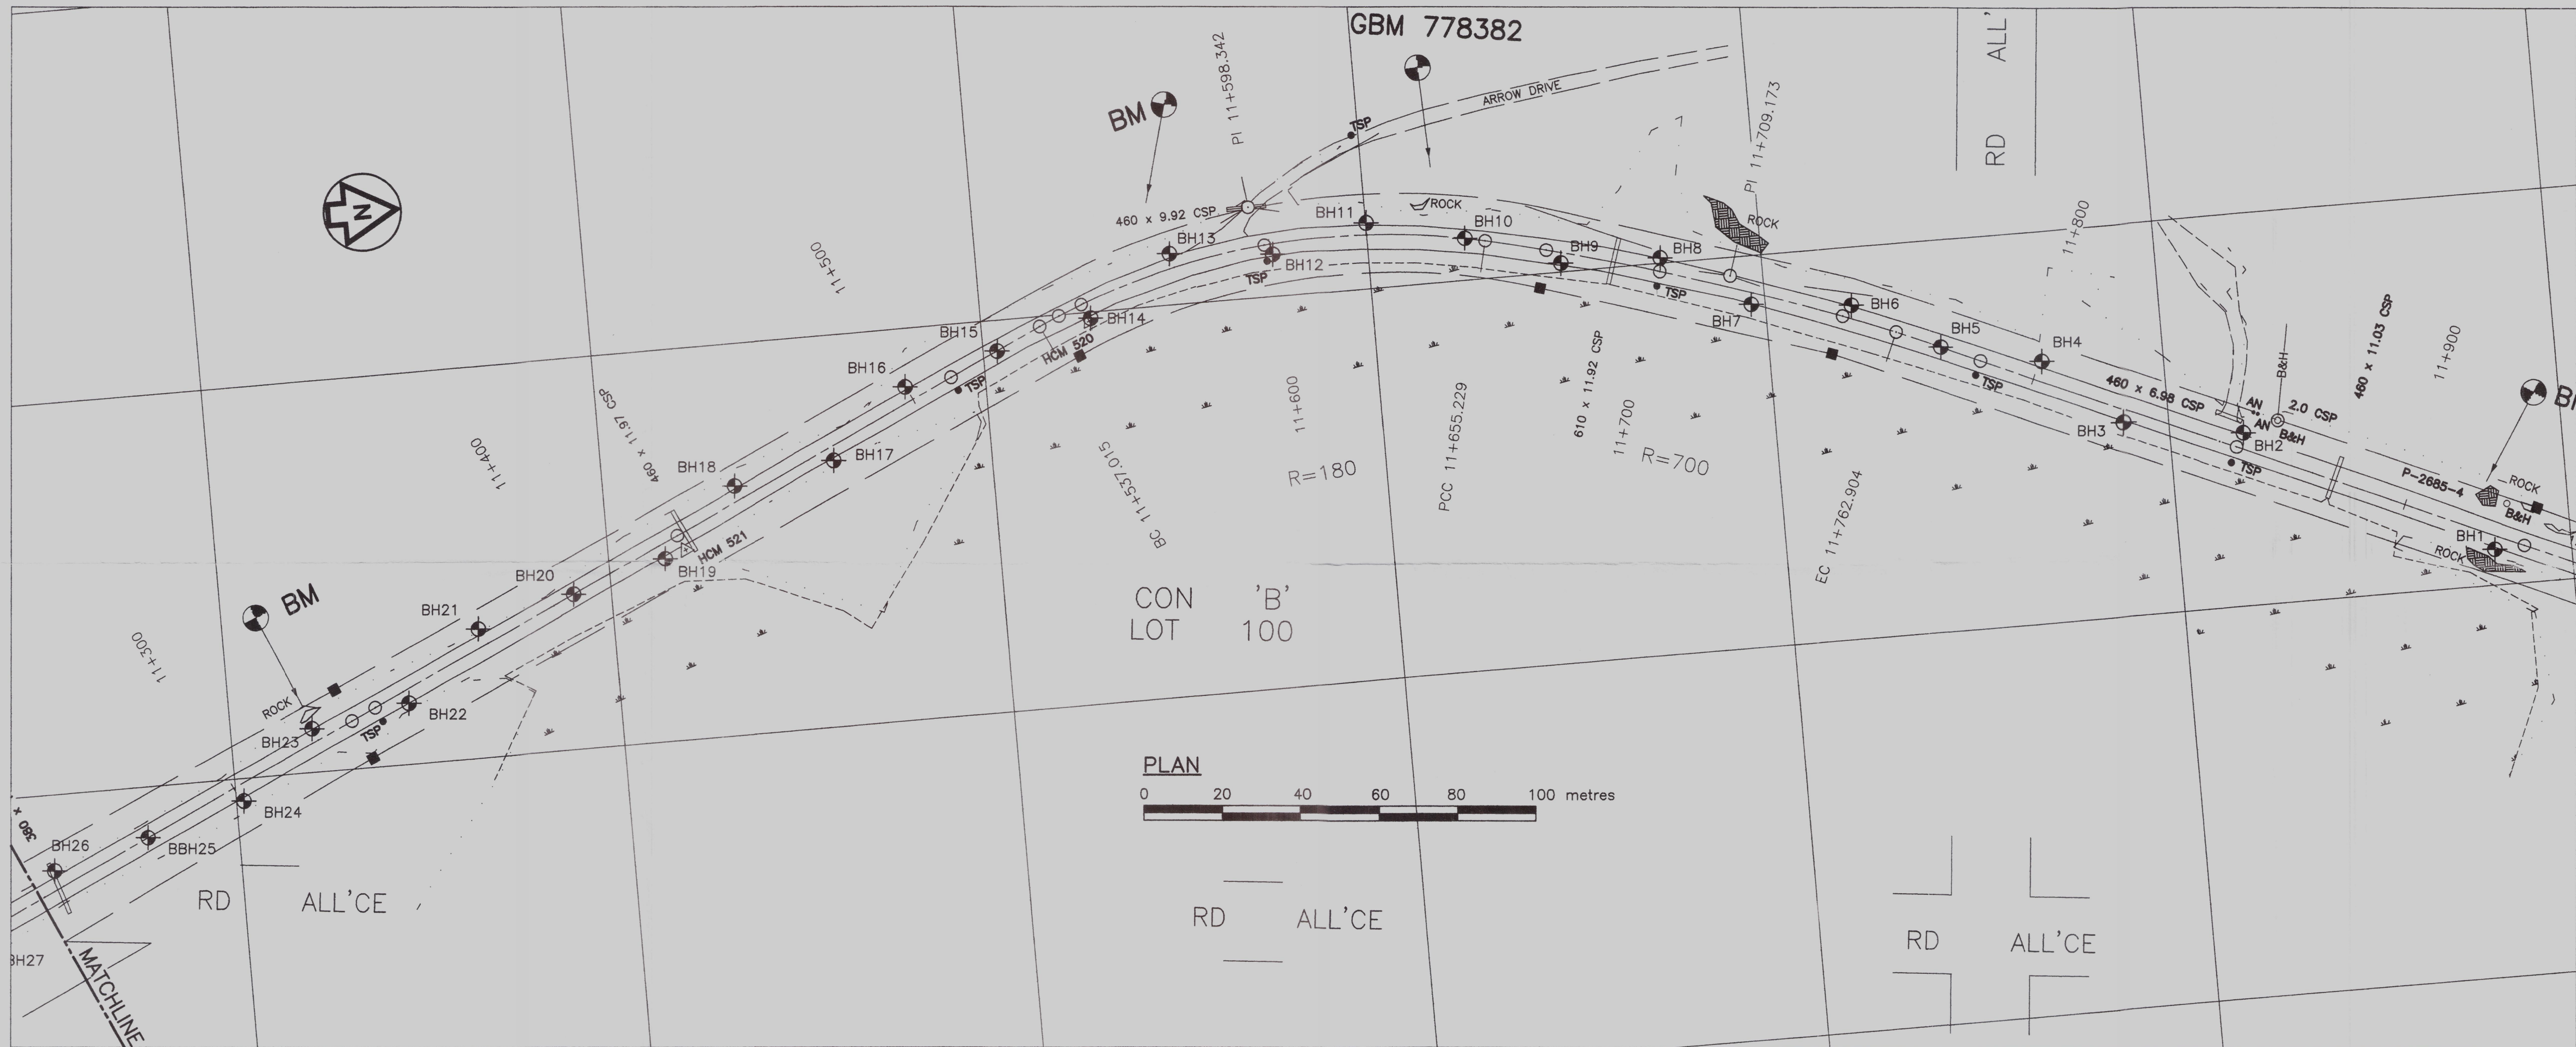 GBM 778382
RD ALL'
BM
PI 11+598.342
ARROW DRIVE
TSP
PI 11+709.173
N
460 x 9.92 CSP
BH11
ROCK
BH10
ROCK
11+800
11+500
BH13
BH12
TSP
BH9
BH8
TSP
BH7
BH6
BH5
BH4
BH15
BH14
HCM 520
BH16
TSP
460 x 11.97 CSP
11+600
PCC 11+655.229
610 x 11.92 CSP
11+700
TSP
460 x 6.98 CSP
AN
2.0 CSP
B&H
460 x 11.03 CSP
11+900
11+400
BH18
BH17
BC 11+537.015
R=180
R=700
EC 11+762.904
BH3
AN
B&H
BH2
TSP
P-2685-4
ROCK
B&H
BH1
ROCK
HCM 521
BH19
BH20
BH21
BM
CON 'B'
LOT 100
11+300
ROCK
BH23
TSP
BH22
BH24
PLAN
0 20 40 60 80 100 metres
380 x
BH26
BBH25
RD ALL'CE
RD ALL'CE
RD ALL'CE
BH27
MATCHLINE